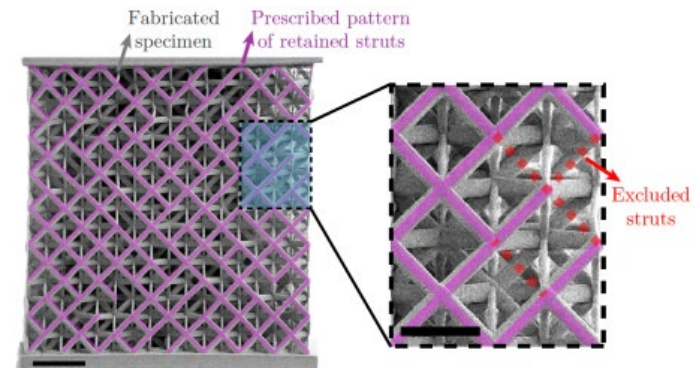 Fabricated
specimen
Prescribed pattern
of retained struts
Excluded
struts